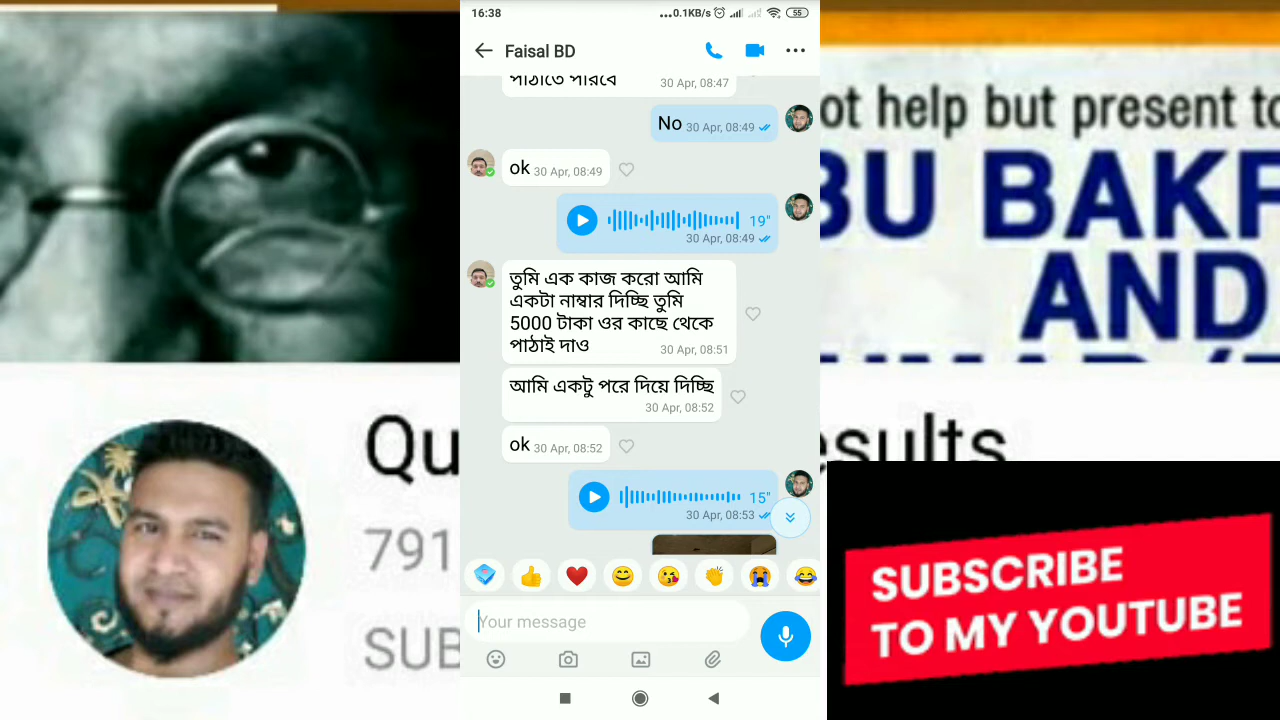 16:38
...0.1KB/s
55
Faisal BD
পাঠাতে পারবে
30 Apr, 08:47
No 30 Apr, 08:49
ok 30 Apr, 08:49
19"
30 Apr, 08:49
তুমি এক কাজ করো আমি
একটা নাম্বার দিচ্ছি তুমি
5000 টাকা ওর কাছে থেকে
পাঠাই দাও
30 Apr, 08:51
আমি একটু পরে দিয়ে দিচ্ছি
30 Apr, 08:52
ok 30 Apr, 08:52
15"
30 Apr, 08:53
Your message
ot help but present to
BU BAKR
AND
Qu
esults
791
SUB
SUBSCRIBE
TO MY YOUTUBE